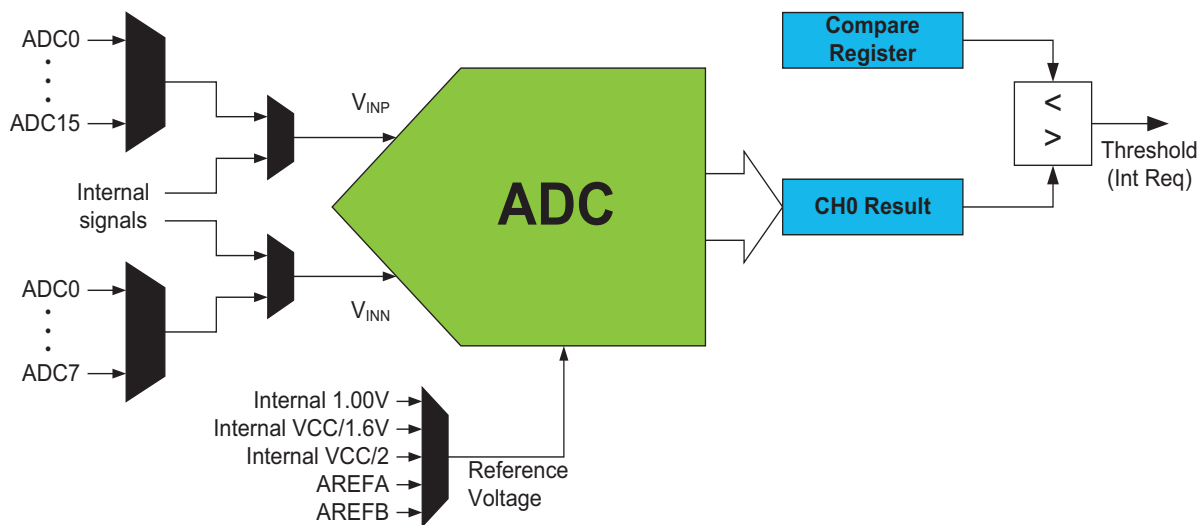 ADC0
ADC15
Internal
signals
ADC0
ADC7
VINP
VINN
ADC
Internal 1.00V
Internal VCC/1.6V
Internal VCC/2
AREFA
AREFB
Reference
Voltage
Compare
Register
CH0 Result
<
>
Threshold
(Int Req)